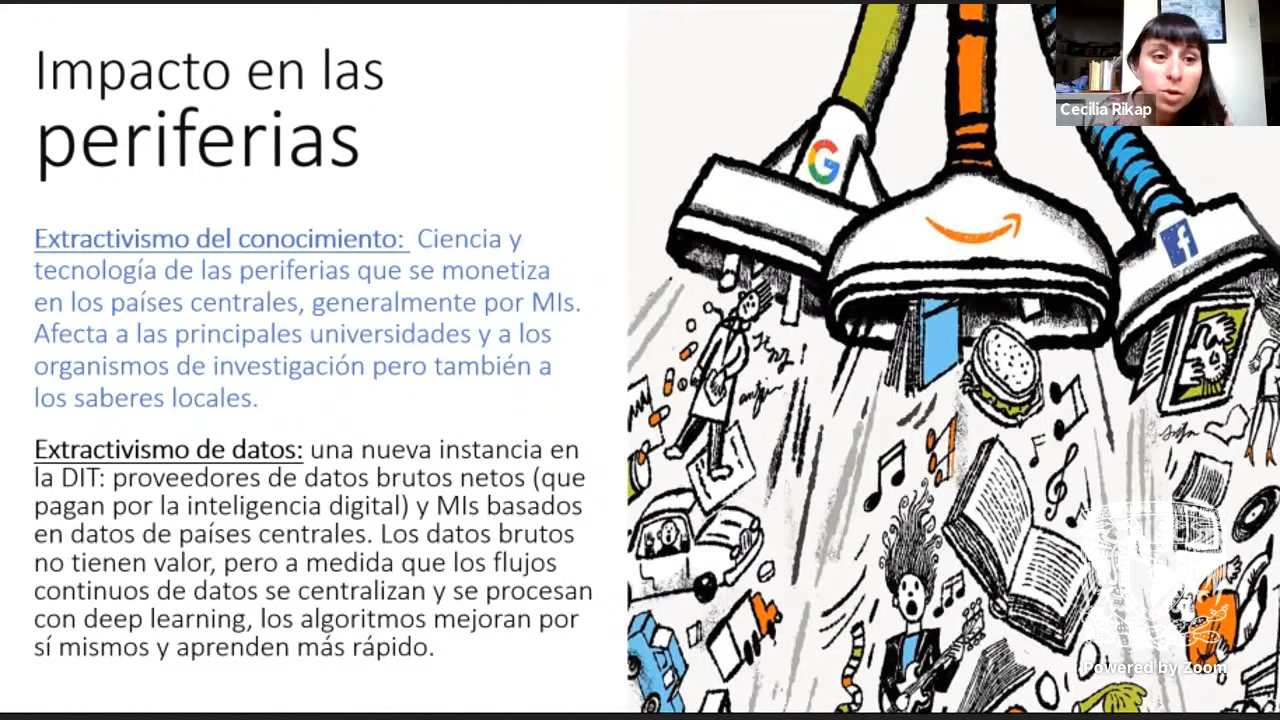 Impacto en las
periferias
Extractivismo del conocimiento: Ciencia y
tecnología de las periferias que se monetiza
en los países centrales, generalmente por MIs.
Afecta a las principales universidades y a los
organismos de investigación pero también a
los saberes locales.
Extractivismo de datos: una nueva instancia en
la DIT: proveedores de datos brutos netos (que
pagan por la inteligencia digital) y MIs basados
en datos de países centrales. Los datos brutos
no tienen valor, pero a medida que los flujos
continuos de datos se centralizan y se procesan
con deep learning, los algoritmos mejoran por
sí mismos y aprenden más rápido.
G
f
Cecilia Rikap
Powered by Zoom